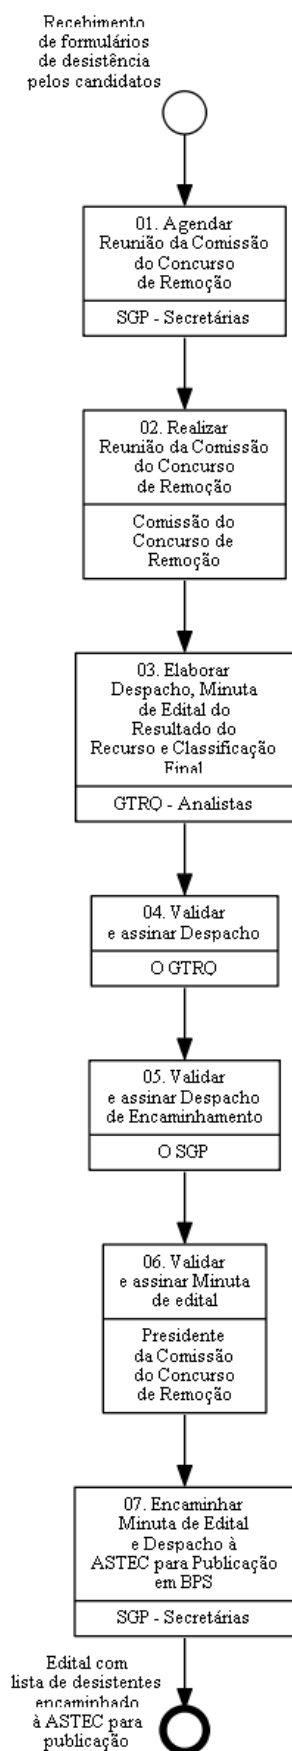 Recebimento
de formulários
de desistência
pelos candidatos
01. Agendar
Reunião da Comissão
do Concurso
de Remoção
SGP - Secretárias
02. Realizar
Reunião da Comissão
do Concurso
de Remoção
Comissão do
Concurso de
Remoção
03. Elaborar
Despacho, Minuta
de Edital do
Resultado do
Recurso e Classificação
Final
GTRQ - Analistas
04. Validar
e assinar Despacho
O GTRQ
05. Validar
e assinar Despacho
de Encaminhamento
O SGP
06. Validar
e assinar Minuta
de edital
Presidente
da Comissão
do Concurso
de Remoção
07. Encaminhar
Minuta de Edital
e Despacho à
ASTEC para Publicação
em BPS
SGP - Secretárias
Edital com
lista de desistentes
encaminhado
à ASTEC para
publicação